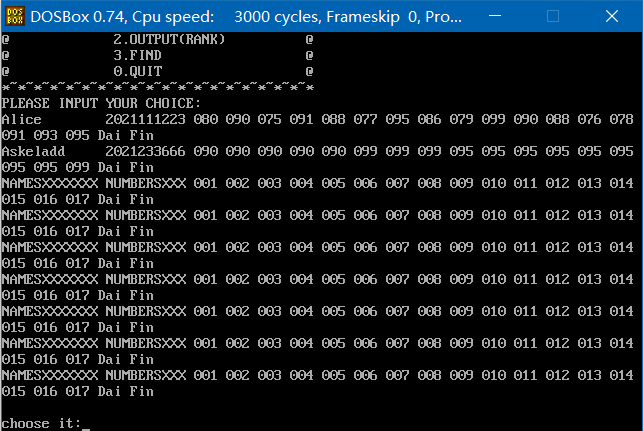 DOSBox 0.74, Cpu speed: 3000 cycles, Frameskip 0, Pro...
@ 2.OUTPUT(RANK) @
@ 3.FIND @
@ 0.QUIT @
*~*~*~*~*~*~*~*~*~*~*~*~*~*~*~*~*~*~*~*
PLEASE INPUT YOUR CHOICE:
Alice 2021111223 080 090 075 091 088 077 095 086 079 099 090 088 076 078
091 093 095 Dai Fin
Askeladd 2021233666 090 090 090 090 090 099 099 099 095 095 095 095 095 095
095 095 099 Dai Fin
NAMESXXXXXXX NUMBERSXXX 001 002 003 004 005 006 007 008 009 010 011 012 013 014
015 016 017 Dai Fin
NAMESXXXXXXX NUMBERSXXX 001 002 003 004 005 006 007 008 009 010 011 012 013 014
015 016 017 Dai Fin
NAMESXXXXXXX NUMBERSXXX 001 002 003 004 005 006 007 008 009 010 011 012 013 014
015 016 017 Dai Fin
NAMESXXXXXXX NUMBERSXXX 001 002 003 004 005 006 007 008 009 010 011 012 013 014
015 016 017 Dai Fin
NAMESXXXXXXX NUMBERSXXX 001 002 003 004 005 006 007 008 009 010 011 012 013 014
015 016 017 Dai Fin
NAMESXXXXXXX NUMBERSXXX 001 002 003 004 005 006 007 008 009 010 011 012 013 014
015 016 017 Dai Fin
NAMESXXXXXXX NUMBERSXXX 001 002 003 004 005 006 007 008 009 010 011 012 013 014
015 016 017 Dai Fin
choose it:_